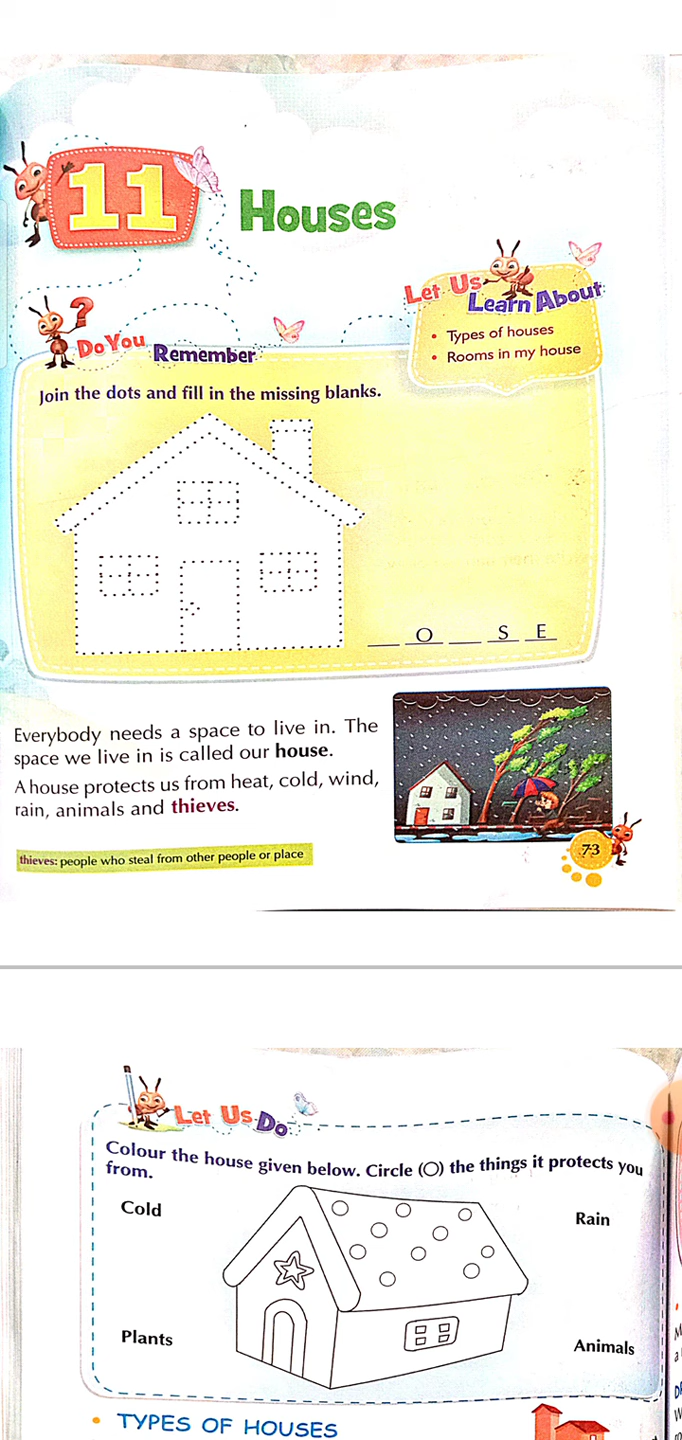 11
Houses
Let Us
Learn About
• Types of houses
• Rooms in my house
?
Do You Remember
Join the dots and fill in the missing blanks.
__ O __ S E
Everybody needs a space to live in. The
space we live in is called our house.
A house protects us from heat, cold, wind,
rain, animals and thieves.
thieves: people who steal from other people or place
73
Let Us Do
Colour the house given below. Circle (O) the things it protects you
from.
Cold
Rain
Plants
Animals
• TYPES OF HOUSES